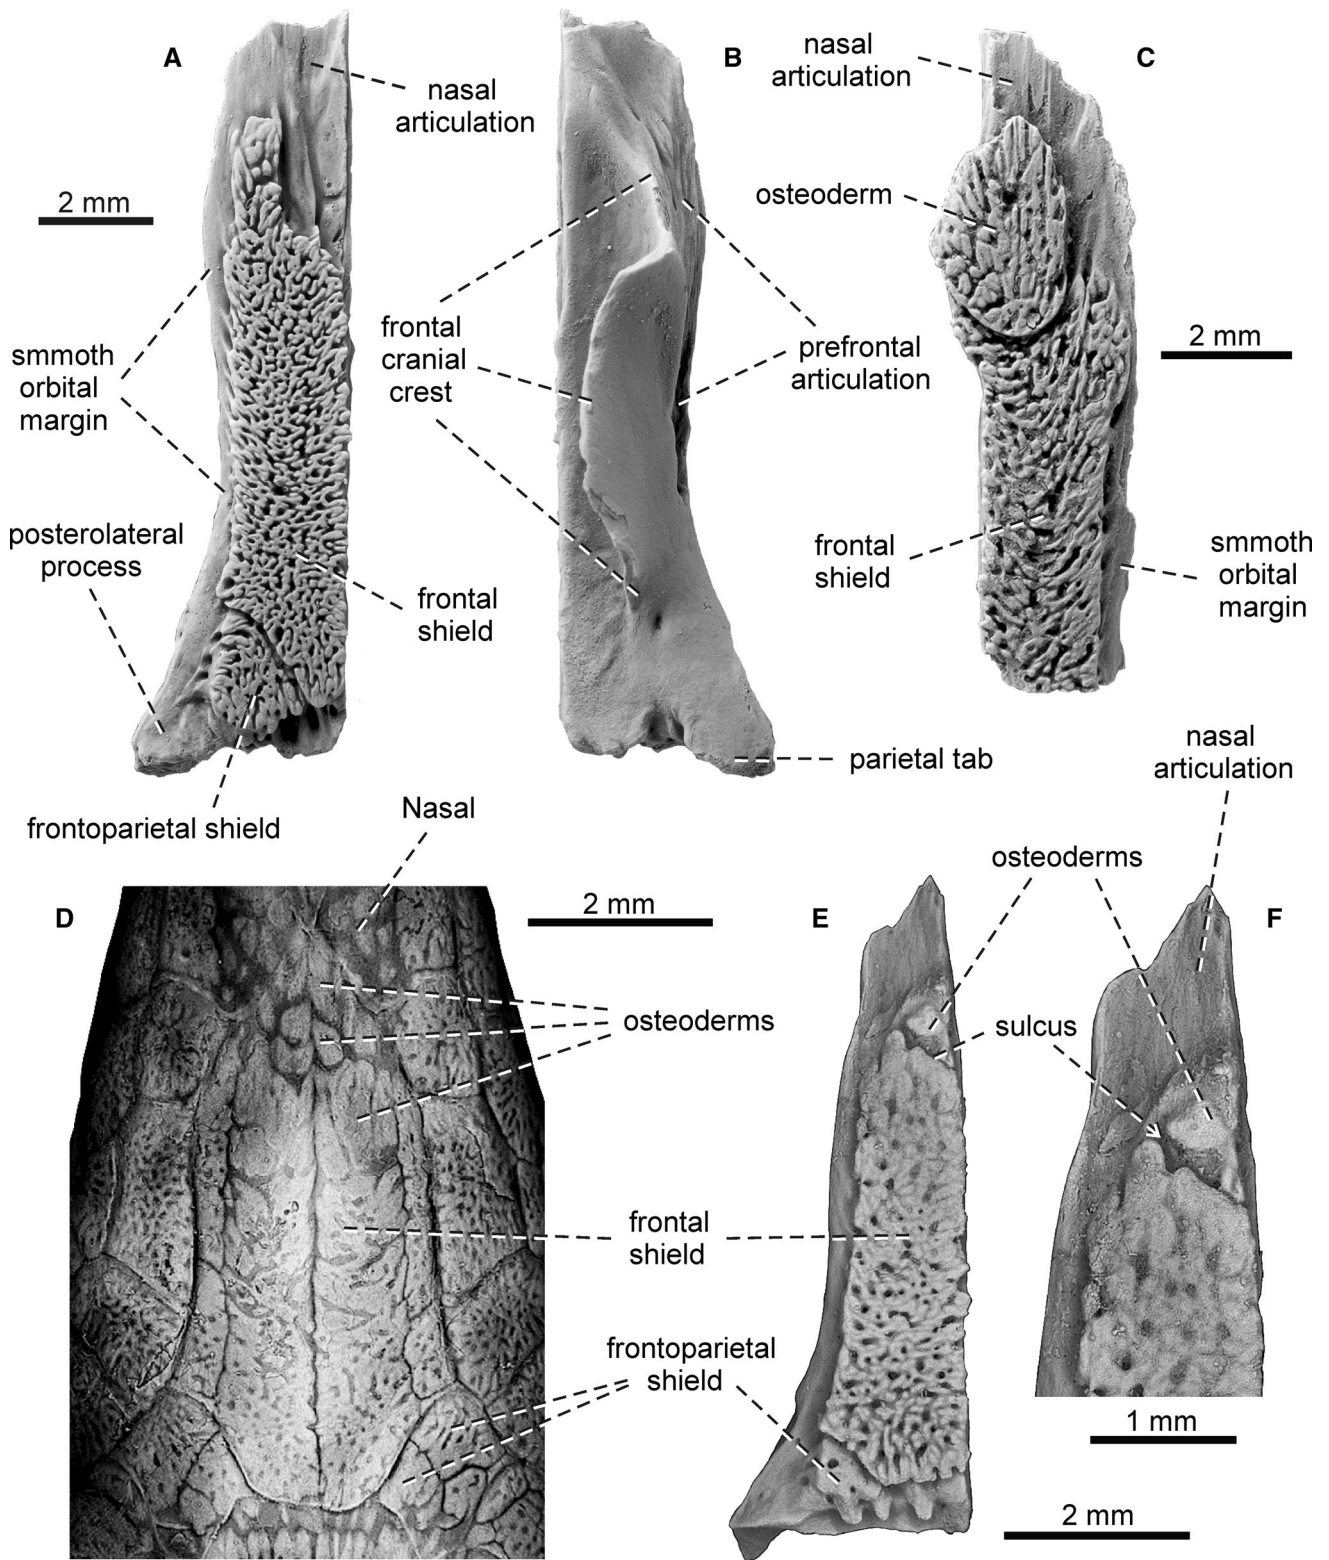 A
B
C
nasal
articulation
nasal
articulation
osteoderm
2 mm
frontal
cranial
crest
prefrontal
articulation
2 mm
smmoth
orbital
margin
posterolateral
process
frontal
shield
frontal
shield
smmoth
orbital
margin
parietal tab
nasal
articulation
frontoparietal shield
Nasal
D
2 mm
osteoderms
E
F
osteoderms
sulcus
frontal
shield
frontoparietal
shield
1 mm
2 mm